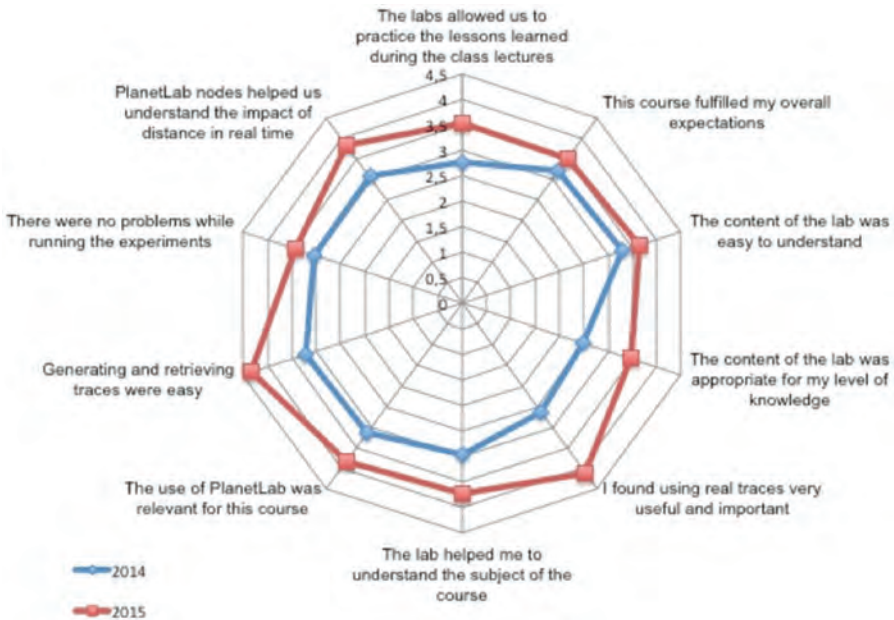 The labs allowed us to
practice the lessons learned
during the class lectures
4,5
4
3,5
3
2,5
2
1,5
1
0,5
0
This course fulfilled my overall
expectations
The content of the lab was
easy to understand
The content of the lab was
appropriate for my level of
knowledge
I found using real traces very
useful and important
The lab helped me to
understand the subject of the
course
The use of PlanetLab was
relevant for this course
Generating and retrieving
traces were easy
There were no problems while
running the experiments
PlanetLab nodes helped us
understand the impact of
distance in real time
2014
2015